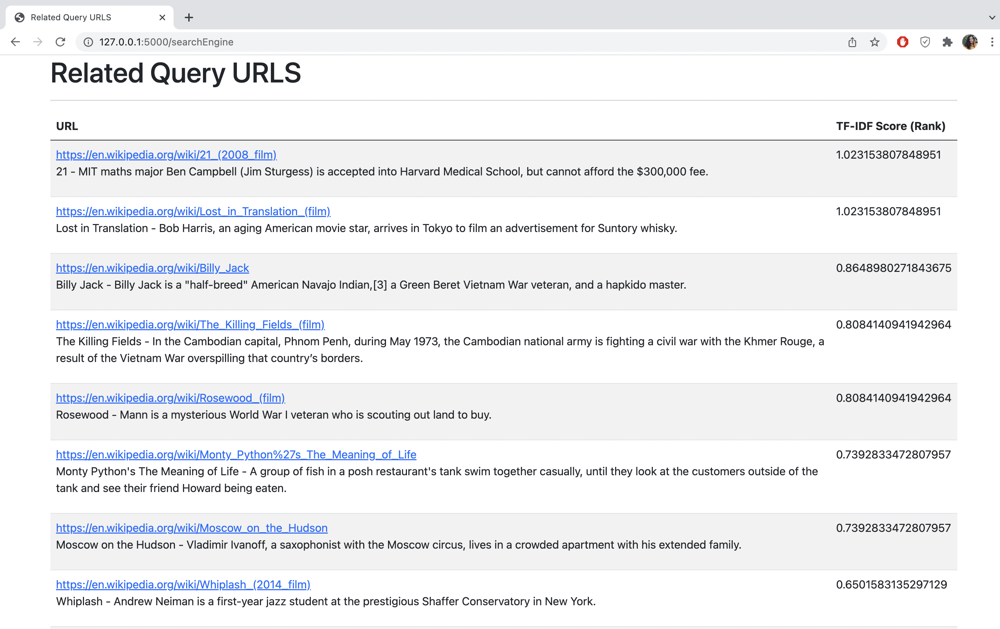 Related Query URLS
127.0.0.1:5000/searchEngine
Related Query URLS
URL TF-IDF Score (Rank)
https://en.wikipedia.org/wiki/21_(2008_film) 1.023153807848951
21 - MIT maths major Ben Campbell (Jim Sturgess) is accepted into Harvard Medical School, but cannot afford the $300,000 fee.
https://en.wikipedia.org/wiki/Lost_in_Translation_(film) 1.023153807848951
Lost in Translation - Bob Harris, an aging American movie star, arrives in Tokyo to film an advertisement for Suntory whisky.
https://en.wikipedia.org/wiki/Billy_Jack 0.8648980271843675
Billy Jack - Billy Jack is a "half-breed" American Navajo Indian,[3] a Green Beret Vietnam War veteran, and a hapkido master.
https://en.wikipedia.org/wiki/The_Killing_Fields_(film) 0.8084140941942964
The Killing Fields - In the Cambodian capital, Phnom Penh, during May 1973, the Cambodian national army is fighting a civil war with the Khmer Rouge, a
result of the Vietnam War overspilling that country’s borders.
https://en.wikipedia.org/wiki/Rosewood_(film) 0.8084140941942964
Rosewood - Mann is a mysterious World War I veteran who is scouting out land to buy.
https://en.wikipedia.org/wiki/Monty_Python%27s_The_Meaning_of_Life 0.7392833472807957
Monty Python's The Meaning of Life - A group of fish in a posh restaurant's tank swim together casually, until they look at the customers outside of the
tank and see their friend Howard being eaten.
https://en.wikipedia.org/wiki/Moscow_on_the_Hudson 0.7392833472807957
Moscow on the Hudson - Vladimir Ivanoff, a saxophonist with the Moscow circus, lives in a crowded apartment with his extended family.
https://en.wikipedia.org/wiki/Whiplash_(2014_film) 0.6501583135297129
Whiplash - Andrew Neiman is a first-year jazz student at the prestigious Shaffer Conservatory in New York.